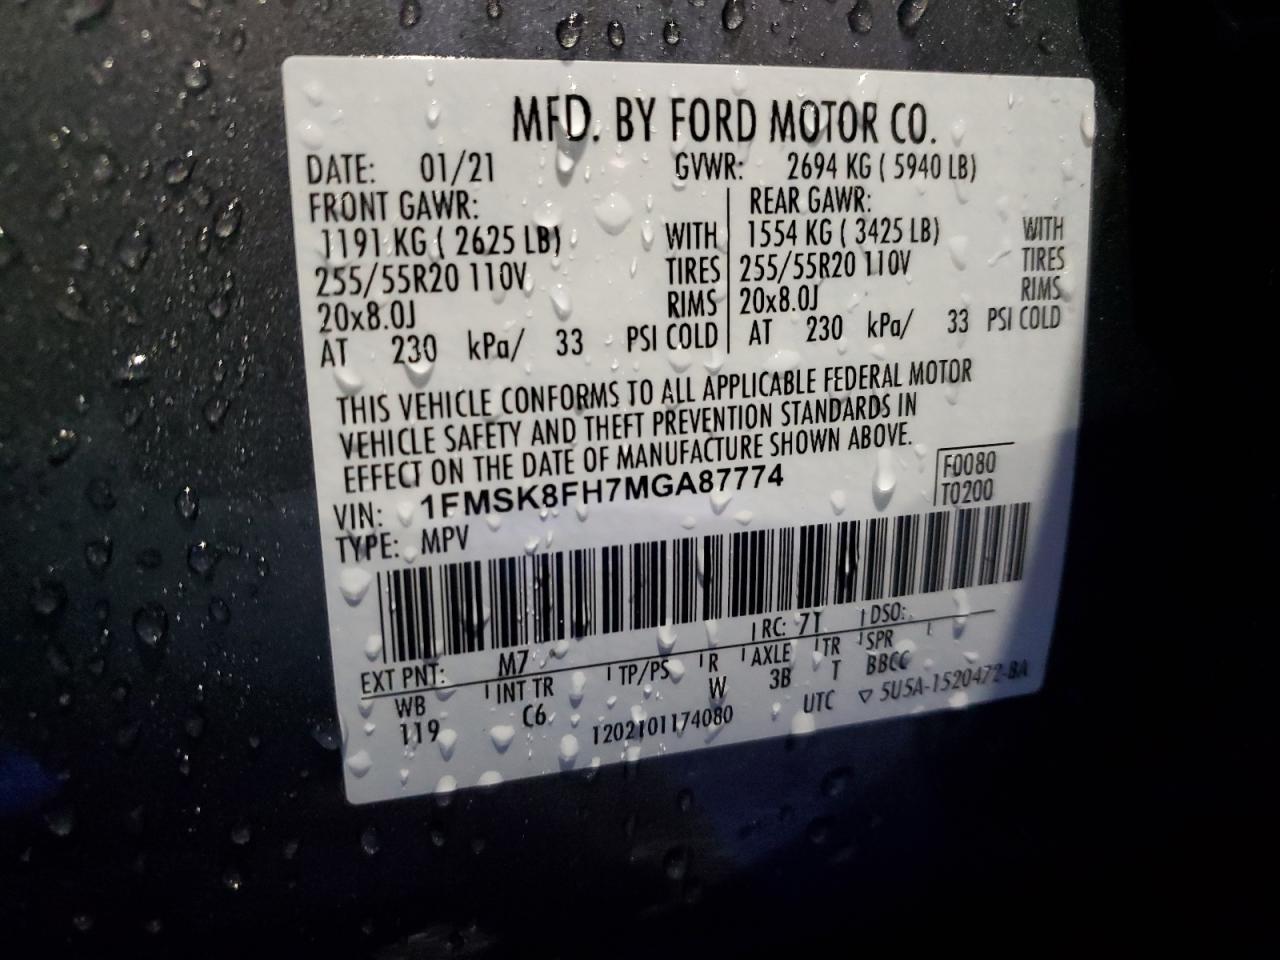 MFD. BY FORD MOTOR CO.
DATE: 01/21 GVWR: 2694 KG ( 5940 LB)
FRONT GAWR: REAR GAWR:
1191 KG ( 2625 LB) WITH 1554 KG ( 3425 LB) WITH
255/55R20 110V TIRES 255/55R20 110V TIRES
20x8.0J RIMS 20x8.0J RIMS
AT 230 kPa/ 33 PSI COLD AT 230 kPa/ 33 PSI COLD
THIS VEHICLE CONFORMS TO ALL APPLICABLE FEDERAL MOTOR
VEHICLE SAFETY AND THEFT PREVENTION STANDARDS IN
EFFECT ON THE DATE OF MANUFACTURE SHOWN ABOVE.
VIN: 1FMSK8FH7MGA87774 F0080
TYPE: MPV T0200
EXT PNT: M7 RC: 71 DSO:
WB INT TR TP/PS R AXLE TR SPR
119 C6 W 3B T BBCC
1202101174080 UTC ▽ 5U5A-1520472-BA